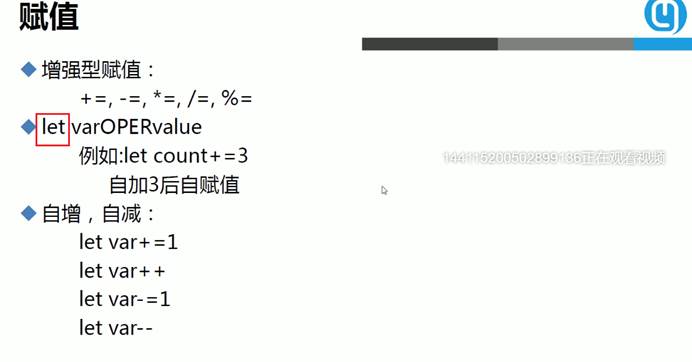 赋值
增强型赋值：
+=, -=, *=, /=, %=
let varOPERvalue
例如:let count+=3
自加3后自赋值
144115200502899136正在观看视频
自增，自减：
let var+=1
let var++
let var-=1
let var--